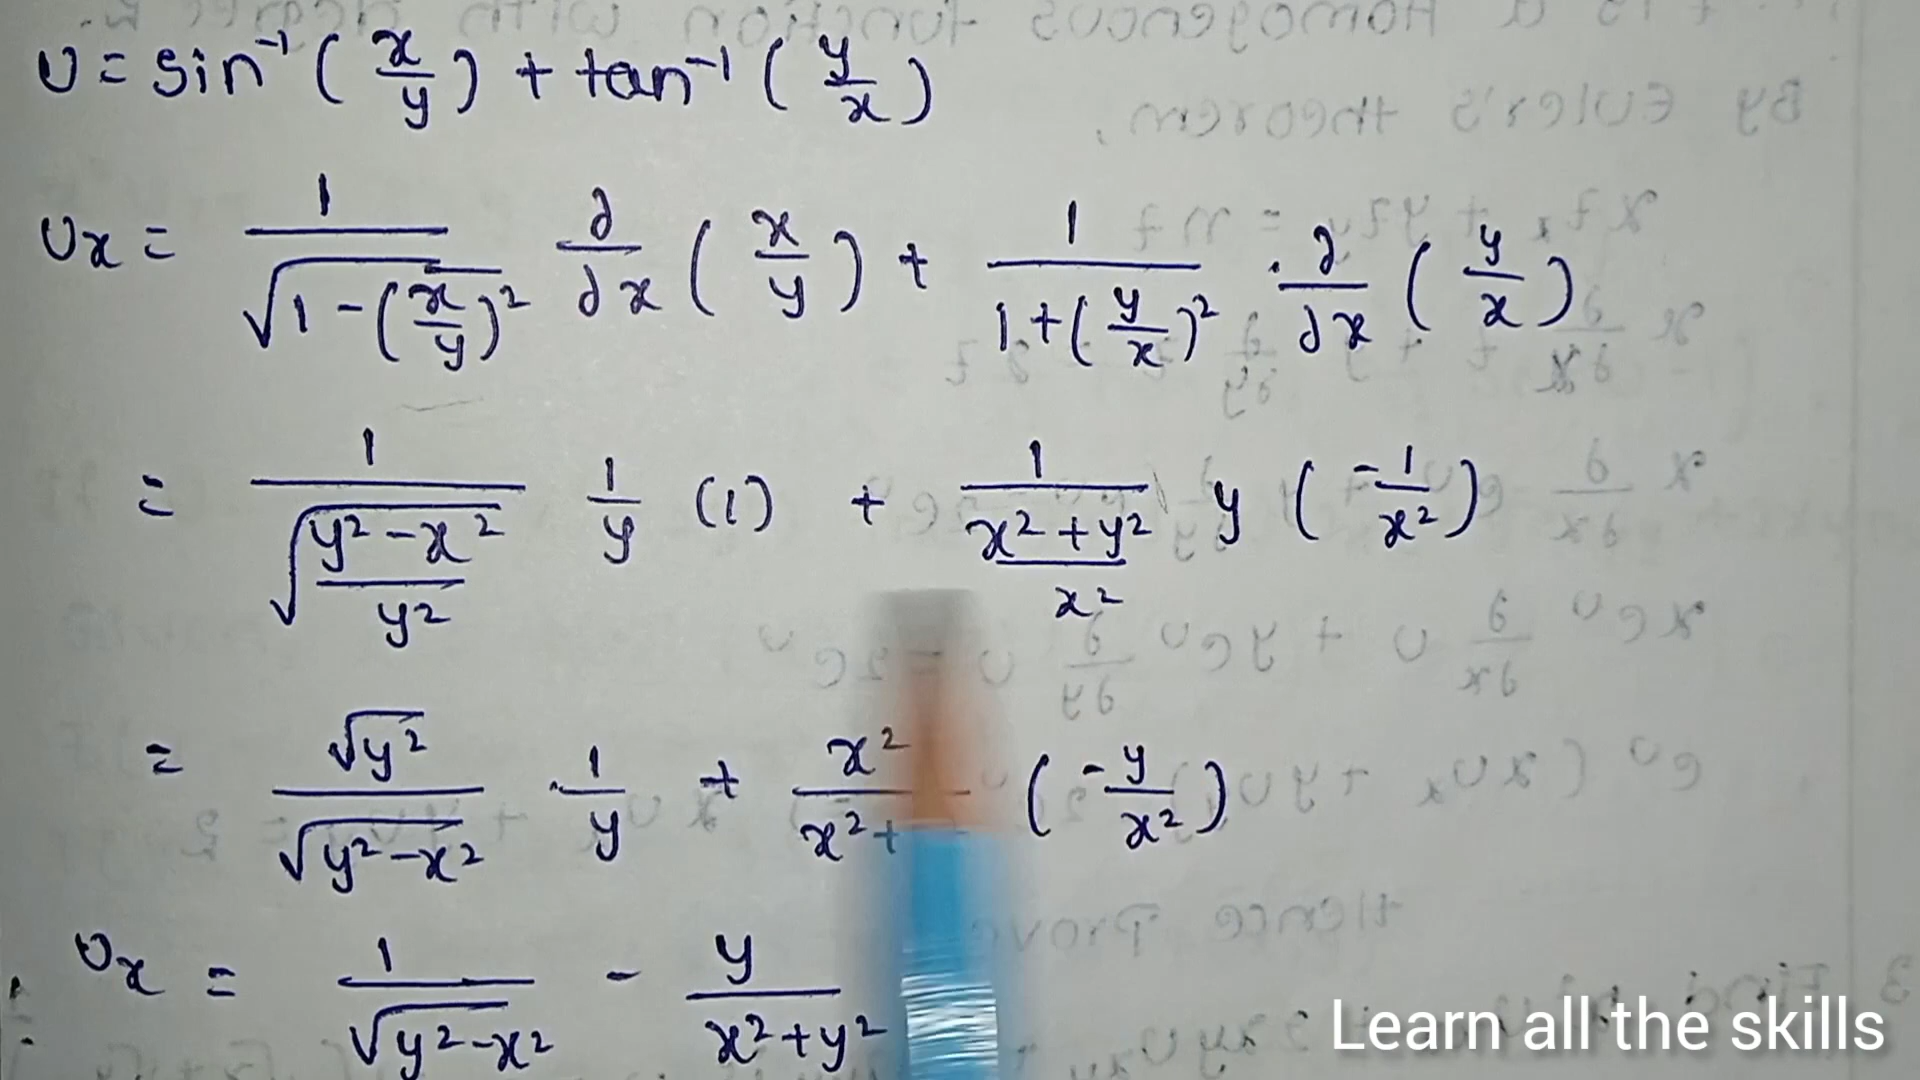 U = sin⁻¹ (x/y) + tan⁻¹ (y/x)
Ux = 1/√(1-(x/y)²) ∂/∂x (x/y) + 1/(1+(y/x)²) · ∂/∂x (y/x)
= 1/√((y²-x²)/y²) 1/y (1) + 1/((x²+y²)/x²) y (-1/x²)
= √y²/√(y²-x²) · 1/y + x²/(x²+ (-y/x²)
Ux = 1/√(y²-x²) - y/(x²+y²)
Learn all the skills